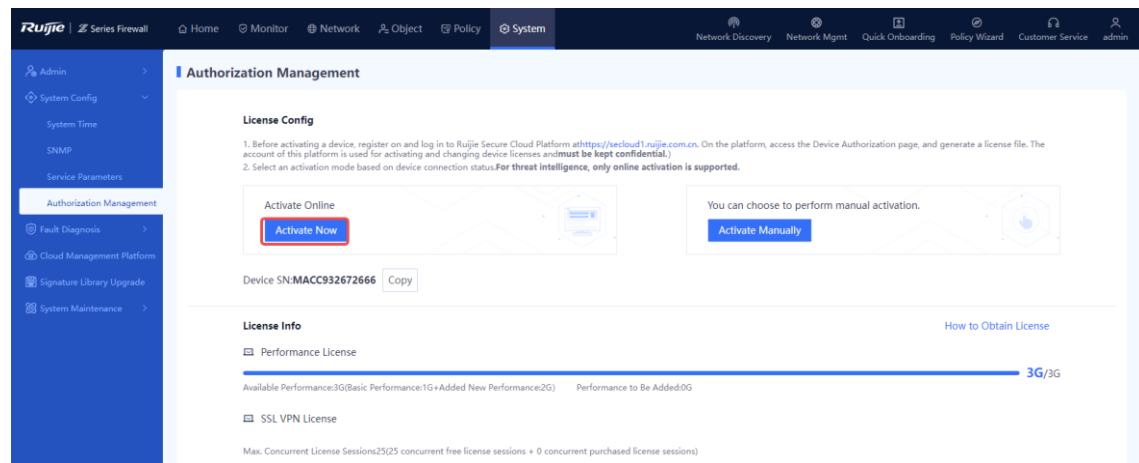 Ruijie | Z Series Firewall
Home
Monitor
Network
Object
Policy
System
Network Discovery
Network Mgmt
Quick Onboarding
Policy Wizard
Customer Service
admin
Admin
System Config
System Time
SNMP
Service Parameters
Authorization Management
Fault Diagnosis
Cloud Management Platform
Signature Library Upgrade
System Maintenance
Authorization Management
License Config
1. Before activating a device, register on and log in to Ruijie Secure Cloud Platform athttps://secloud1.ruijie.com.cn. On the platform, access the Device Authorization page, and generate a license file. The
account of this platform is used for activating and changing device licenses andmust be kept confidential.)
2. Select an activation mode based on device connection status.For threat intelligence, only online activation is supported.
Activate Online
Activate Now
You can choose to perform manual activation.
Activate Manually
Device SN:MACC932672666 Copy
License Info
How to Obtain License
Performance License
3G/3G
Available Performance:3G(Basic Performance:1G+Added New Performance:2G) Performance to Be Added:0G
SSL VPN License
Max. Concurrent License Sessions25(25 concurrent free license sessions + 0 concurrent purchased license sessions)